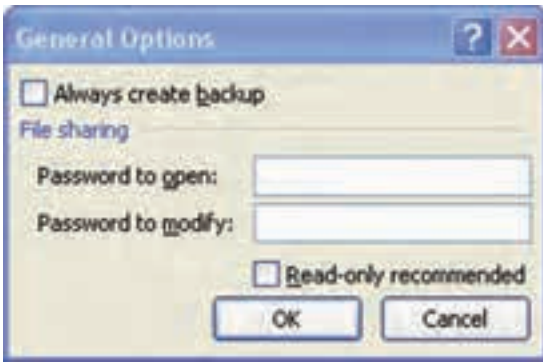 General Options
Always create backup
File sharing
Password to open:
Password to modify:
Read-only recommended
OK Cancel